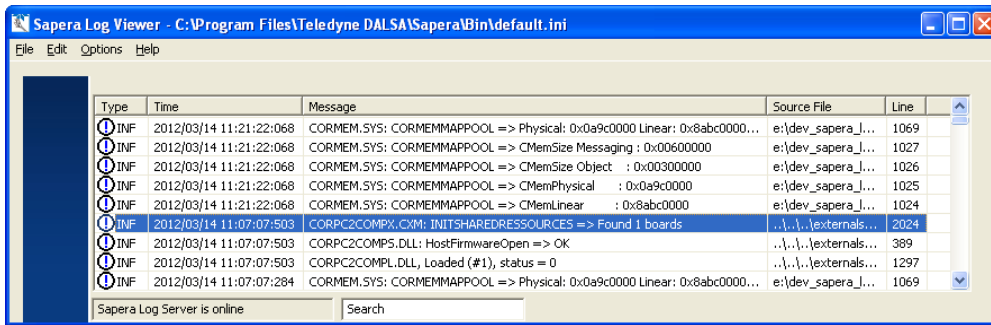 Sapera Log Viewer - C:\Program Files\Teledyne DALSA\Sapera\Bin\default.ini
File Edit Options Help
Type Time Message Source File Line
INF 2012/03/14 11:21:22:068 CORMEM.SYS: CORMEMMAPPOOL => Physical: 0x0a9c0000 Linear: 0x8abc0000... e:\dev_sapera_l... 1069
INF 2012/03/14 11:21:22:068 CORMEM.SYS: CORMEMMAPPOOL => CMemSize Messaging : 0x00600000 e:\dev_sapera_l... 1027
INF 2012/03/14 11:21:22:068 CORMEM.SYS: CORMEMMAPPOOL => CMemSize Object : 0x00300000 e:\dev_sapera_l... 1026
INF 2012/03/14 11:21:22:068 CORMEM.SYS: CORMEMMAPPOOL => CMemPhysical : 0x0a9c0000 e:\dev_sapera_l... 1025
INF 2012/03/14 11:21:22:068 CORMEM.SYS: CORMEMMAPPOOL => CMemLinear : 0x8abc0000 e:\dev_sapera_l... 1024
INF 2012/03/14 11:07:07:503 CORPC2COMPX.CXM: INITSHAREDRESSOURCES => Found 1 boards ..\..\..\externals... 2024
INF 2012/03/14 11:07:07:503 CORPC2COMPS.DLL: HostFirmwareOpen => OK ..\..\..\externals... 389
INF 2012/03/14 11:07:07:503 CORPC2COMPL.DLL, Loaded (#1), status = 0 ..\..\..\externals... 1297
INF 2012/03/14 11:07:07:284 CORMEM.SYS: CORMEMMAPPOOL => Physical: 0x0a9c0000 Linear: 0x8abc0000... e:\dev_sapera_l... 1069
Sapera Log Server is online Search